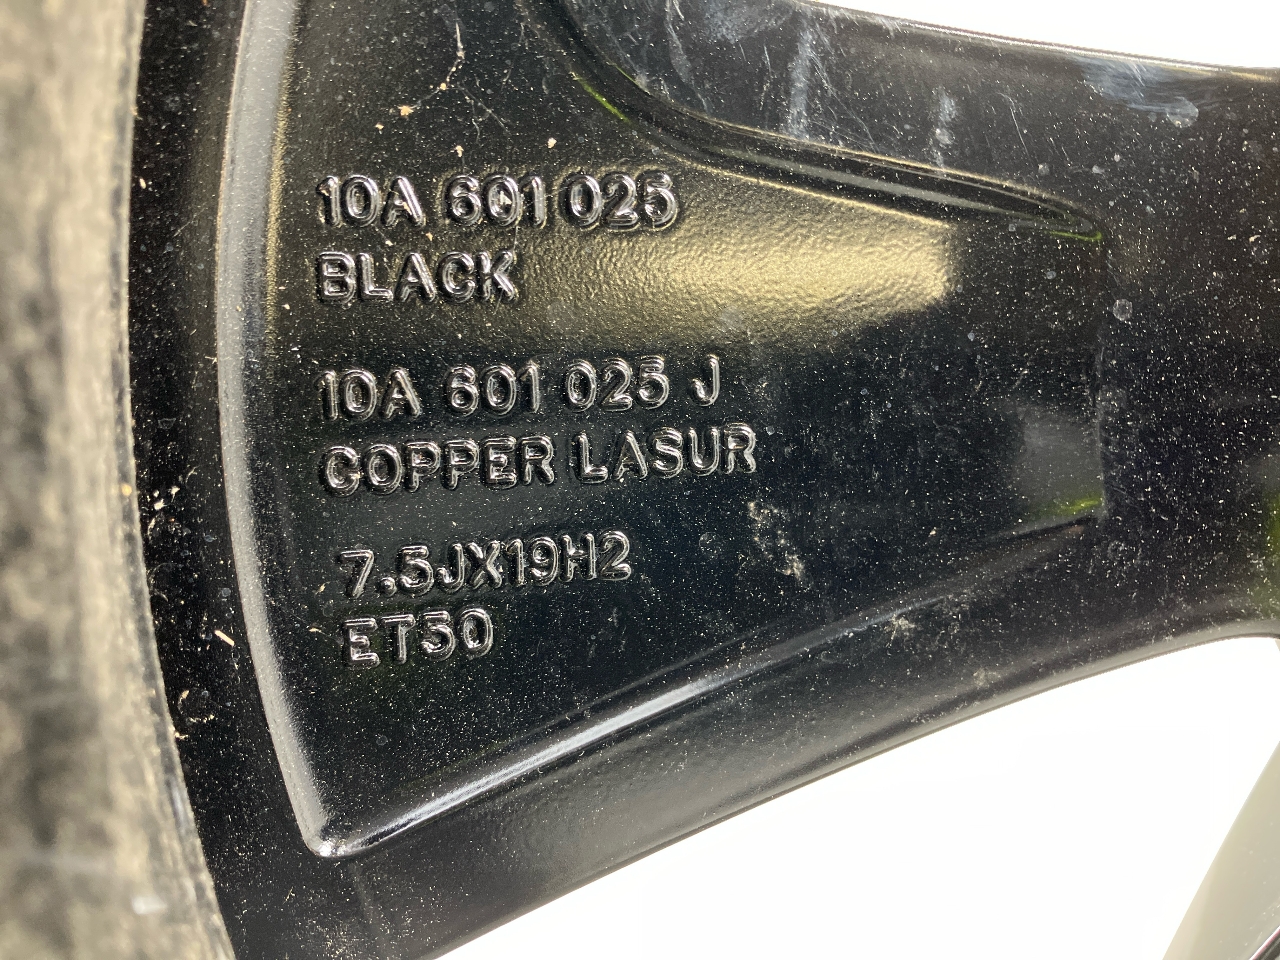 10A 601 025
BLACK
10A 601 025 J
COPPER LASUR
7.5JX19H2
ET50